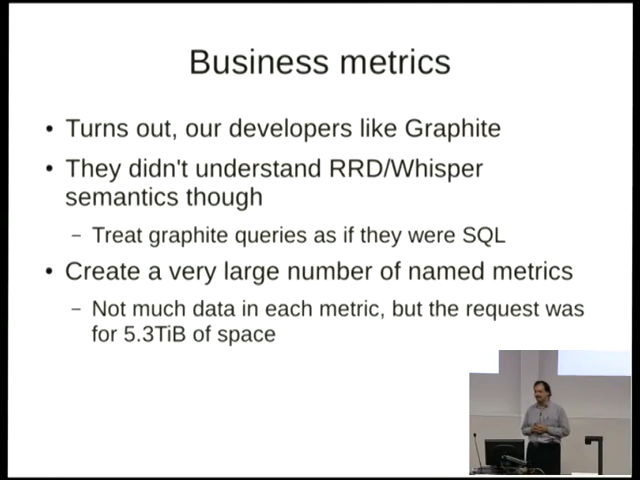 Business metrics
• Turns out, our developers like Graphite
• They didn't understand RRD/Whisper
semantics though
– Treat graphite queries as if they were SQL
• Create a very large number of named metrics
– Not much data in each metric, but the request was
for 5.3TiB of space